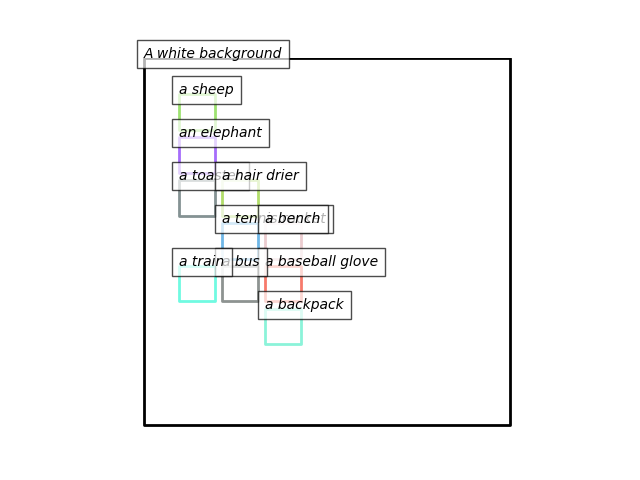 A white background
a sheep
an elephant
a toaster a hair drier
a tennis racket a bench
a train a bus a baseball glove
a backpack